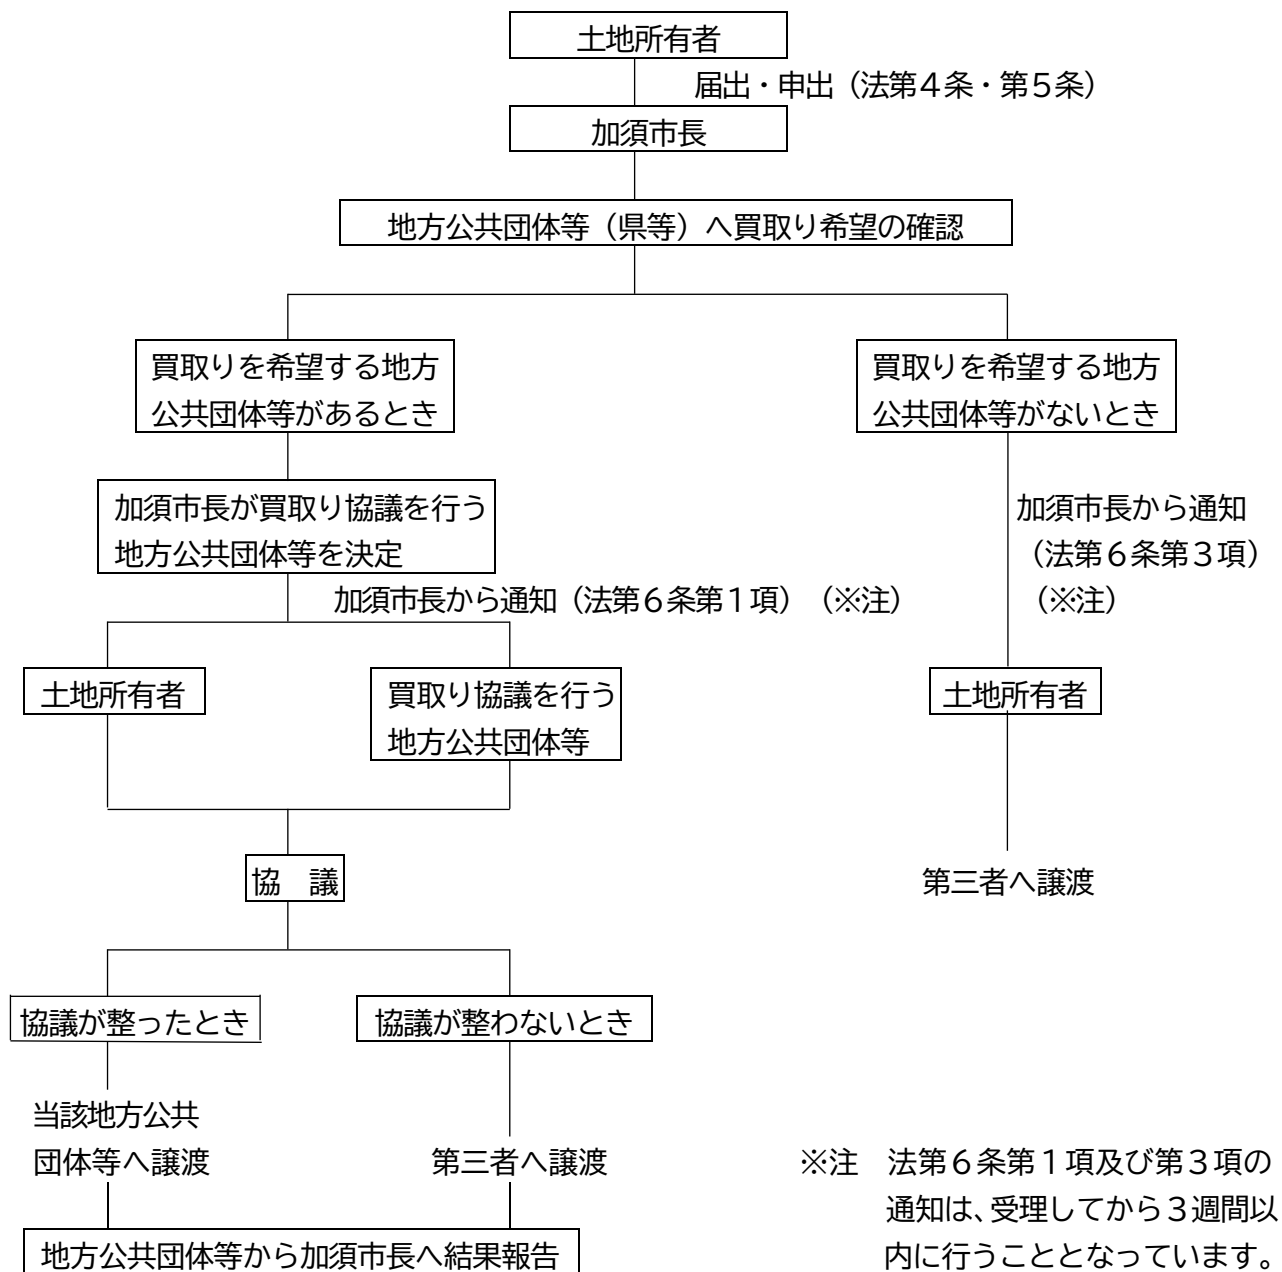 土地所有者
届出・申出（法第４条・第５条）
加須市長
地方公共団体等（県等）へ買取り希望の確認
買取りを希望する地方
公共団体等があるとき
買取りを希望する地方
公共団体等がないとき
加須市長が買取り協議を行う
地方公共団体等を決定
加須市長から通知
（法第６条第３項）
（※注）
加須市長から通知（法第６条第１項）（※注）
土地所有者
買取り協議を行う
地方公共団体等
土地所有者
協　議
第三者へ譲渡
協議が整ったとき
協議が整わないとき
当該地方公共
団体等へ譲渡
第三者へ譲渡
地方公共団体等から加須市長へ結果報告
※注　法第６条第１項及び第３項の
通知は、受理してから３週間以
内に行うこととなっています。